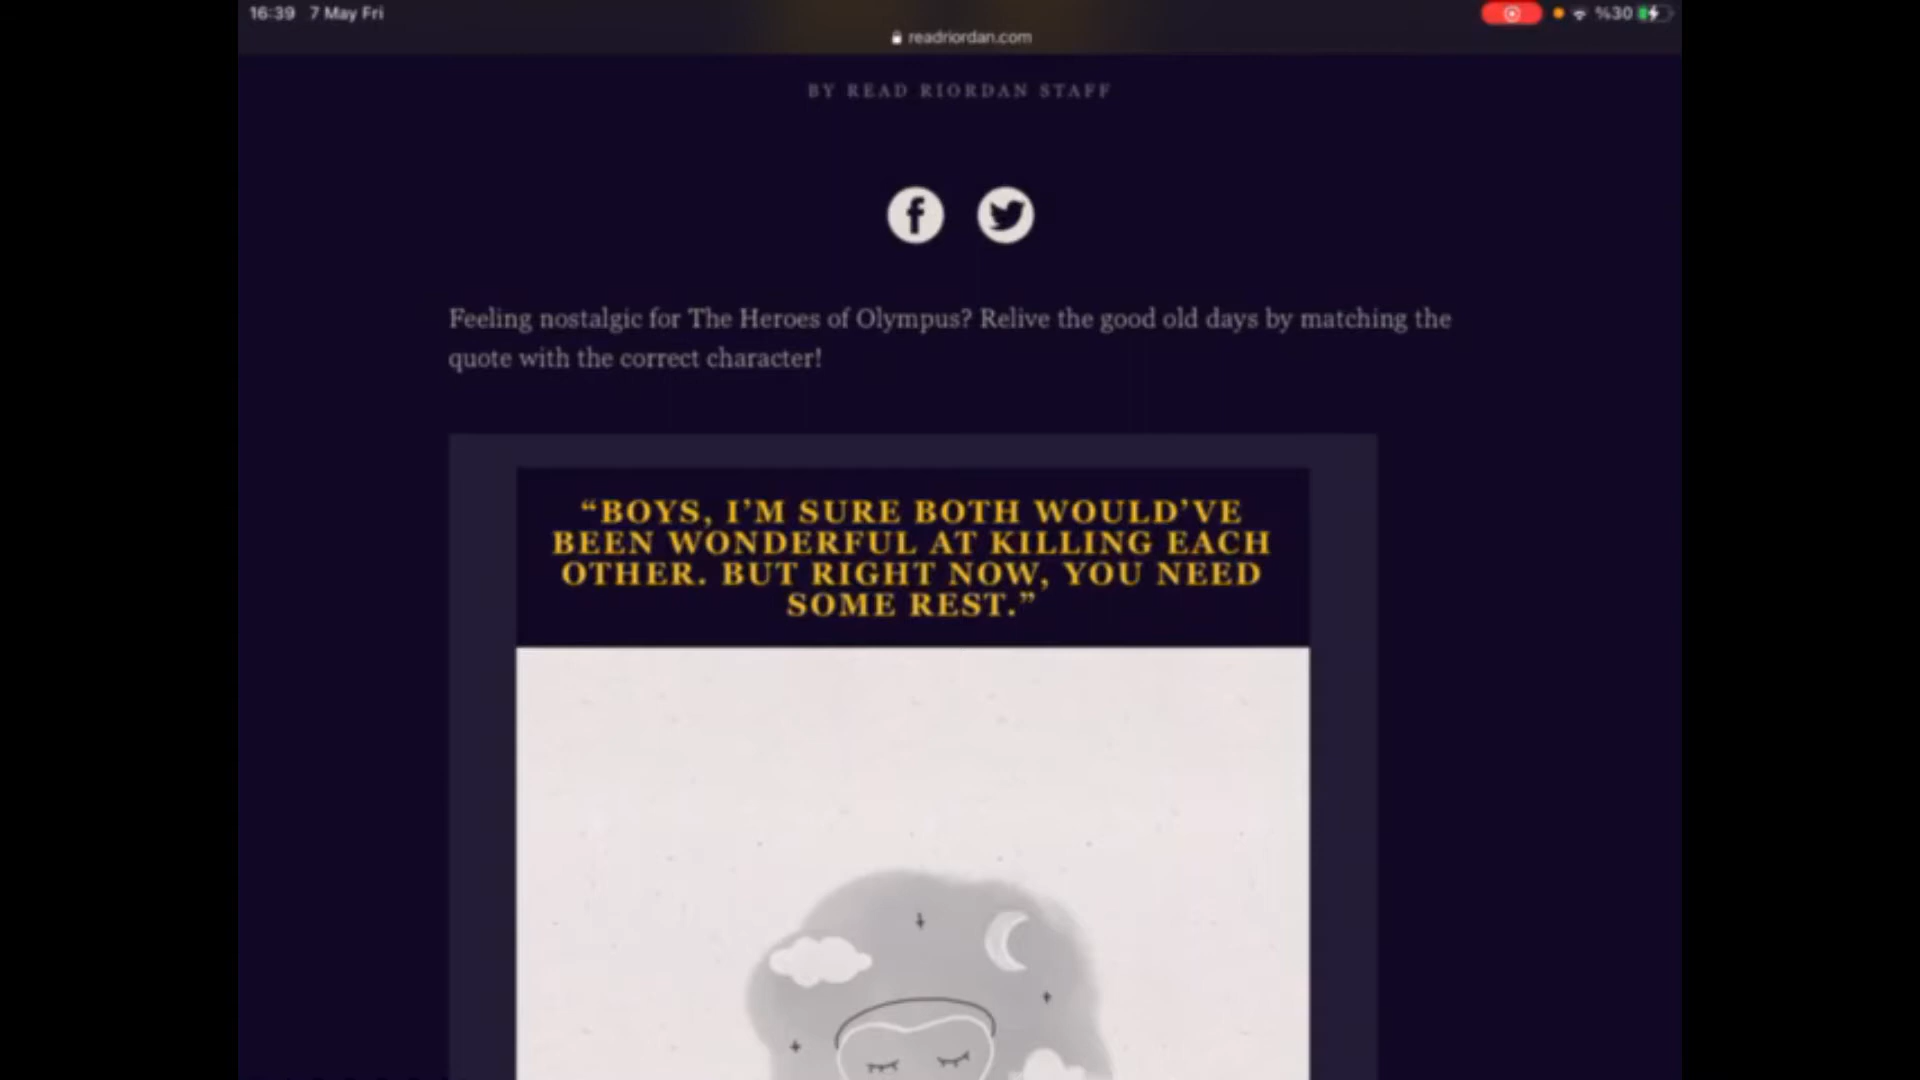 16:39 7 May Fri
%30
readriordan.com
BY READ RIORDAN STAFF
Feeling nostalgic for The Heroes of Olympus? Relive the good old days by matching the
quote with the correct character!
“BOYS, I’M SURE BOTH WOULD’VE
BEEN WONDERFUL AT KILLING EACH
OTHER. BUT RIGHT NOW, YOU NEED
SOME REST.”